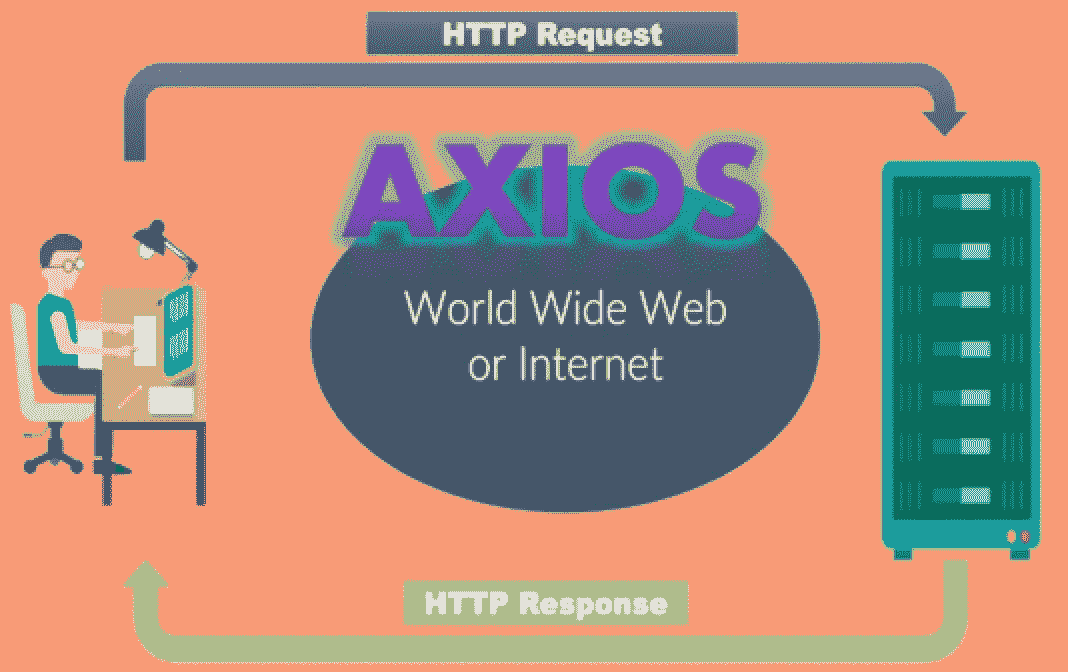 HTTP Request
AXIOS
World Wide Web
or Internet
HTTP Response